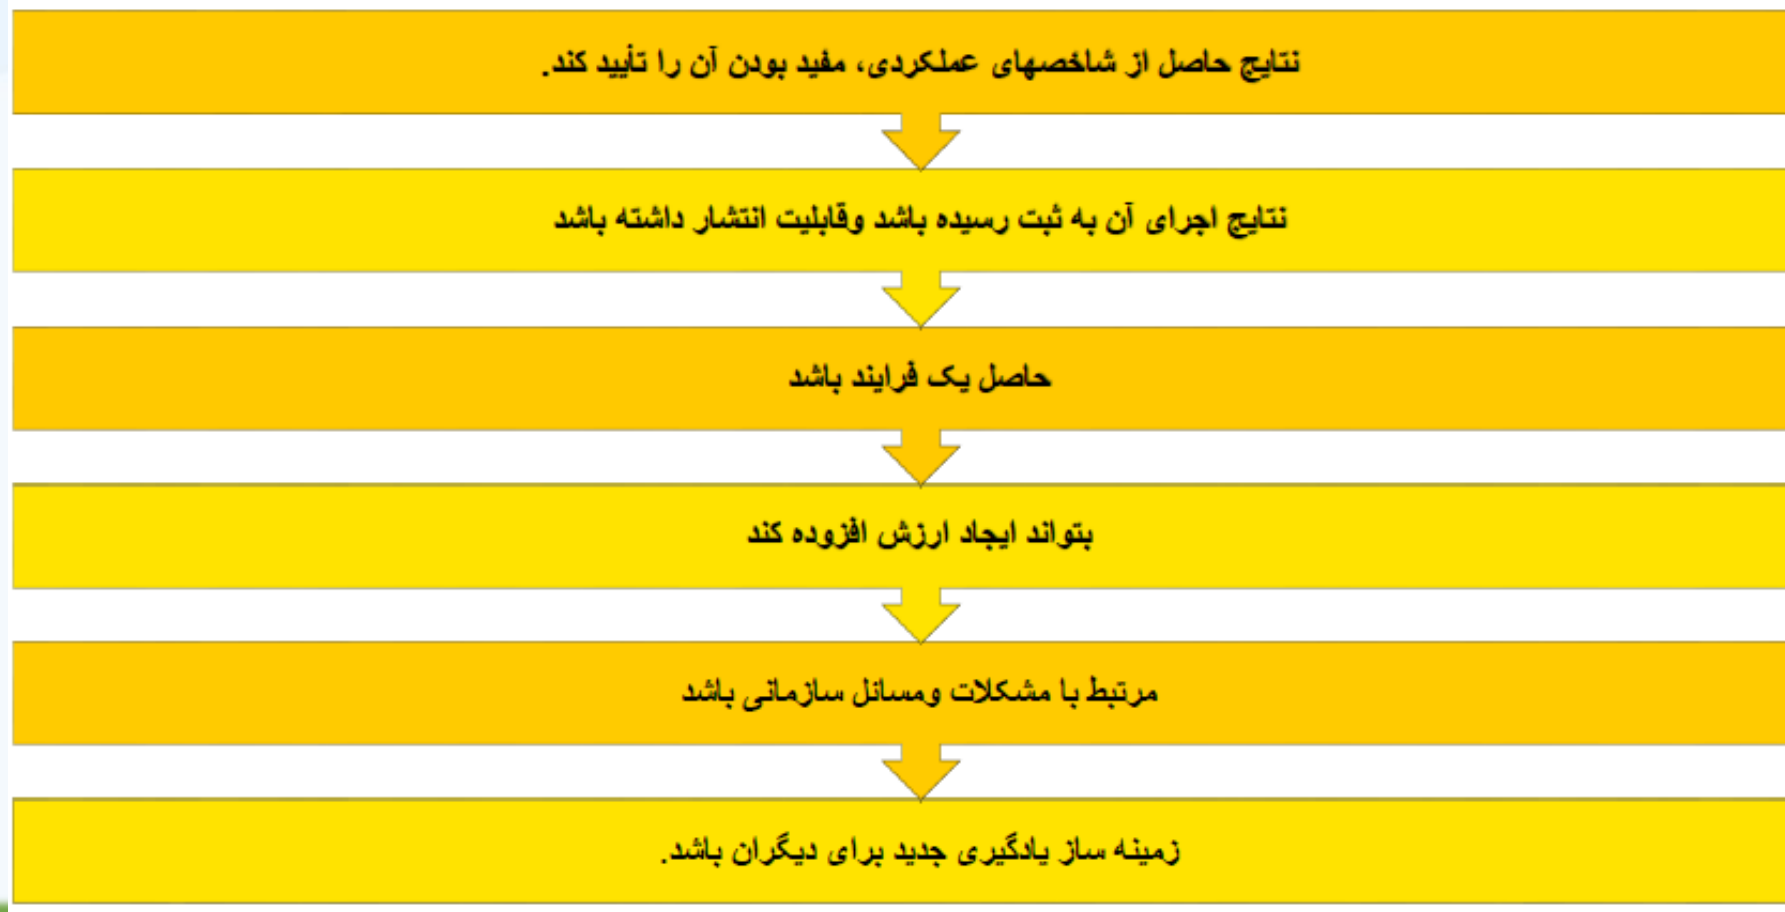 نتایج حاصل از شاخصهای عملکردی، مفید بودن آن را تأیید کند.
نتایج اجرای آن به ثبت رسیده باشد وقابلیت انتشار داشته باشد
حاصل یک فرایند باشد
بتواند ایجاد ارزش افزوده کند
مرتبط با مشکلات ومسائل سازمانی باشد
زمینه ساز یادگیری جدید برای دیگران باشد.